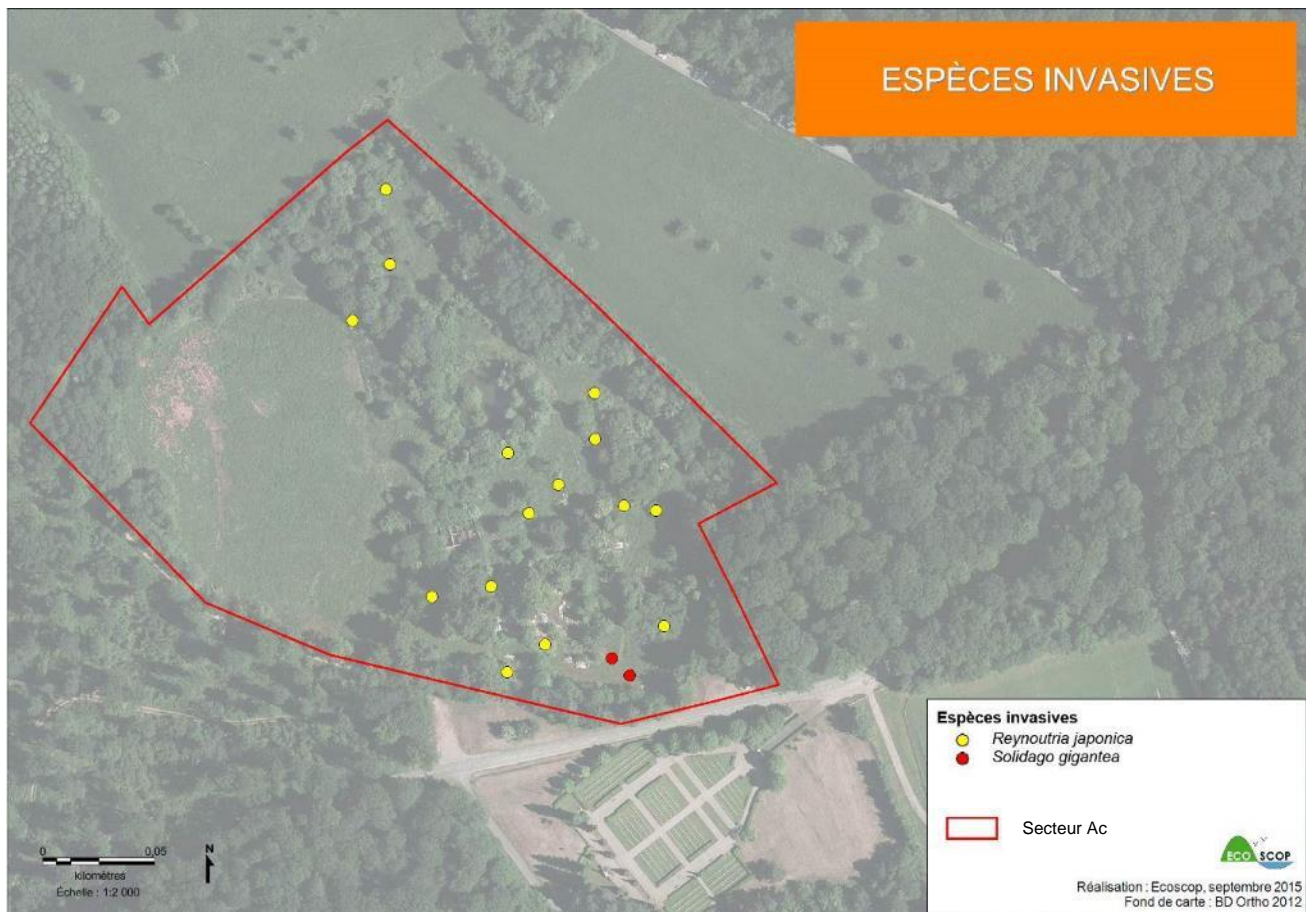 ESPÈCES INVASIVES
Espèces invasives
Reynoutria japonica
Solidago gigantea
Secteur Ac
ECO SCOP
0 0,05
kilomètres
Échelle : 1:2 000
N
Réalisation : Ecoscop, septembre 2015
Fond de carte : BD Ortho 2012